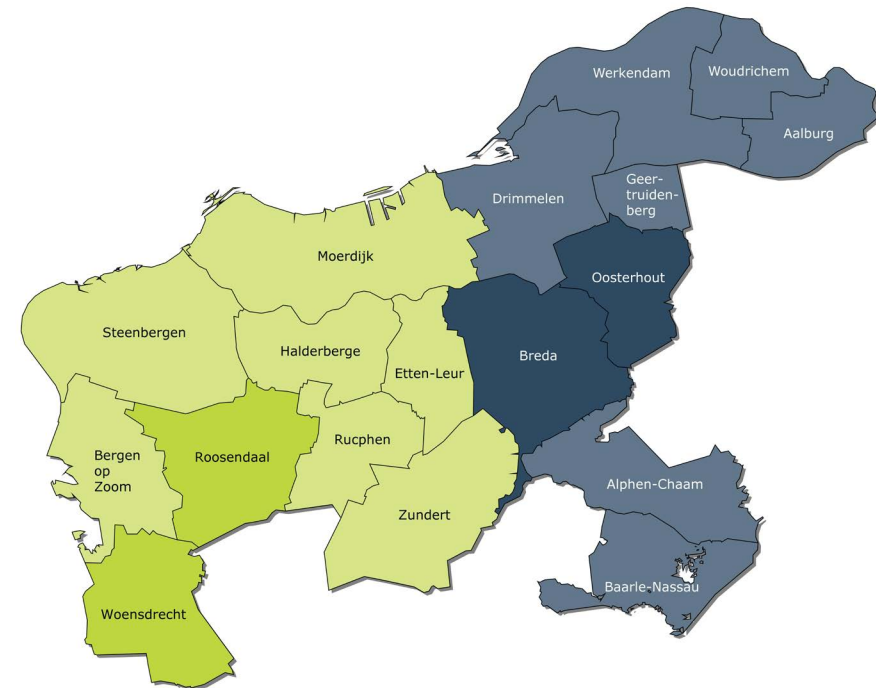 Werkendam
Woudrichem
Aalburg
Drimmelen
Geer-
truiden-
berg
Moerdijk
Oosterhout
Steenbergen
Halderberge
Etten-Leur
Breda
Bergen
op
Zoom
Roosendaal
Rucphen
Alphen-Chaam
Zundert
Baarle-Nassau
Woensdrecht